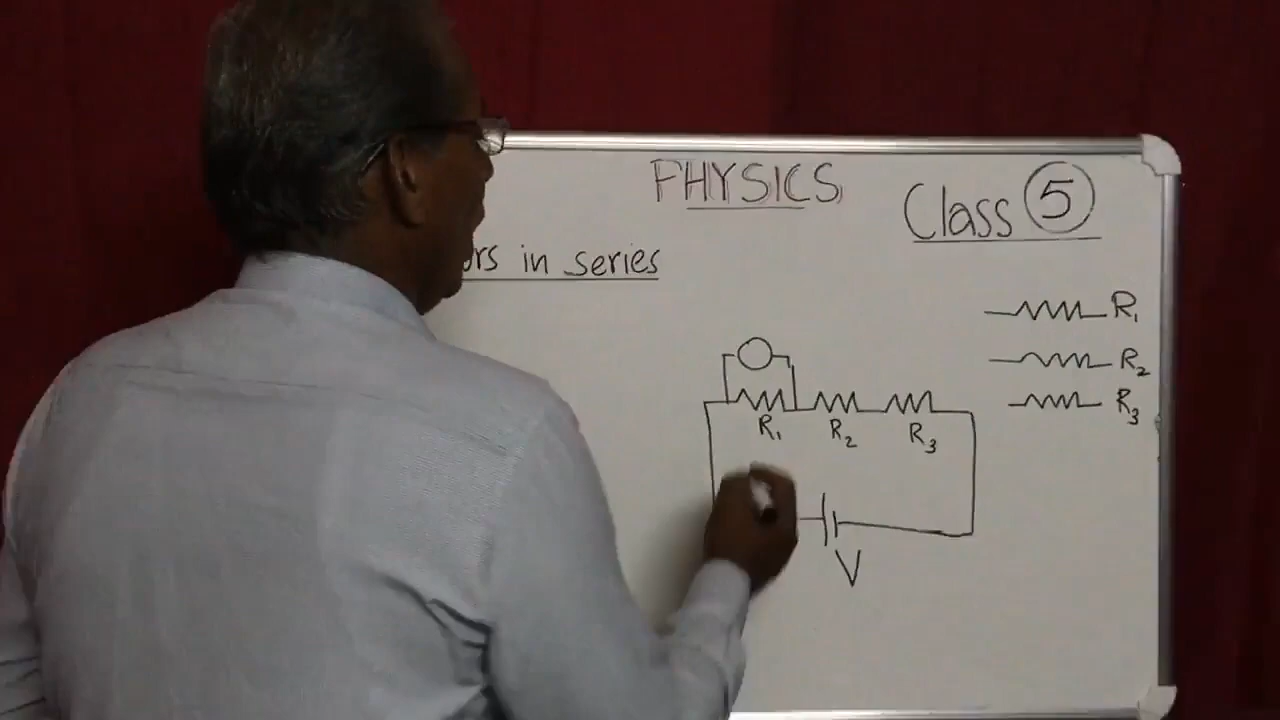 PHYSICS
Class 5
ors in series
R₁
R₂
R₃
R₁ R₂ R₃
V